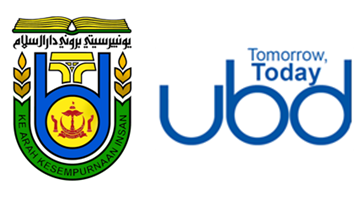 يونيبرسيتي بروني دارالسلام
KE ARAH KESEMPURNAAN INSAN
Tomorrow,
Today
ubd